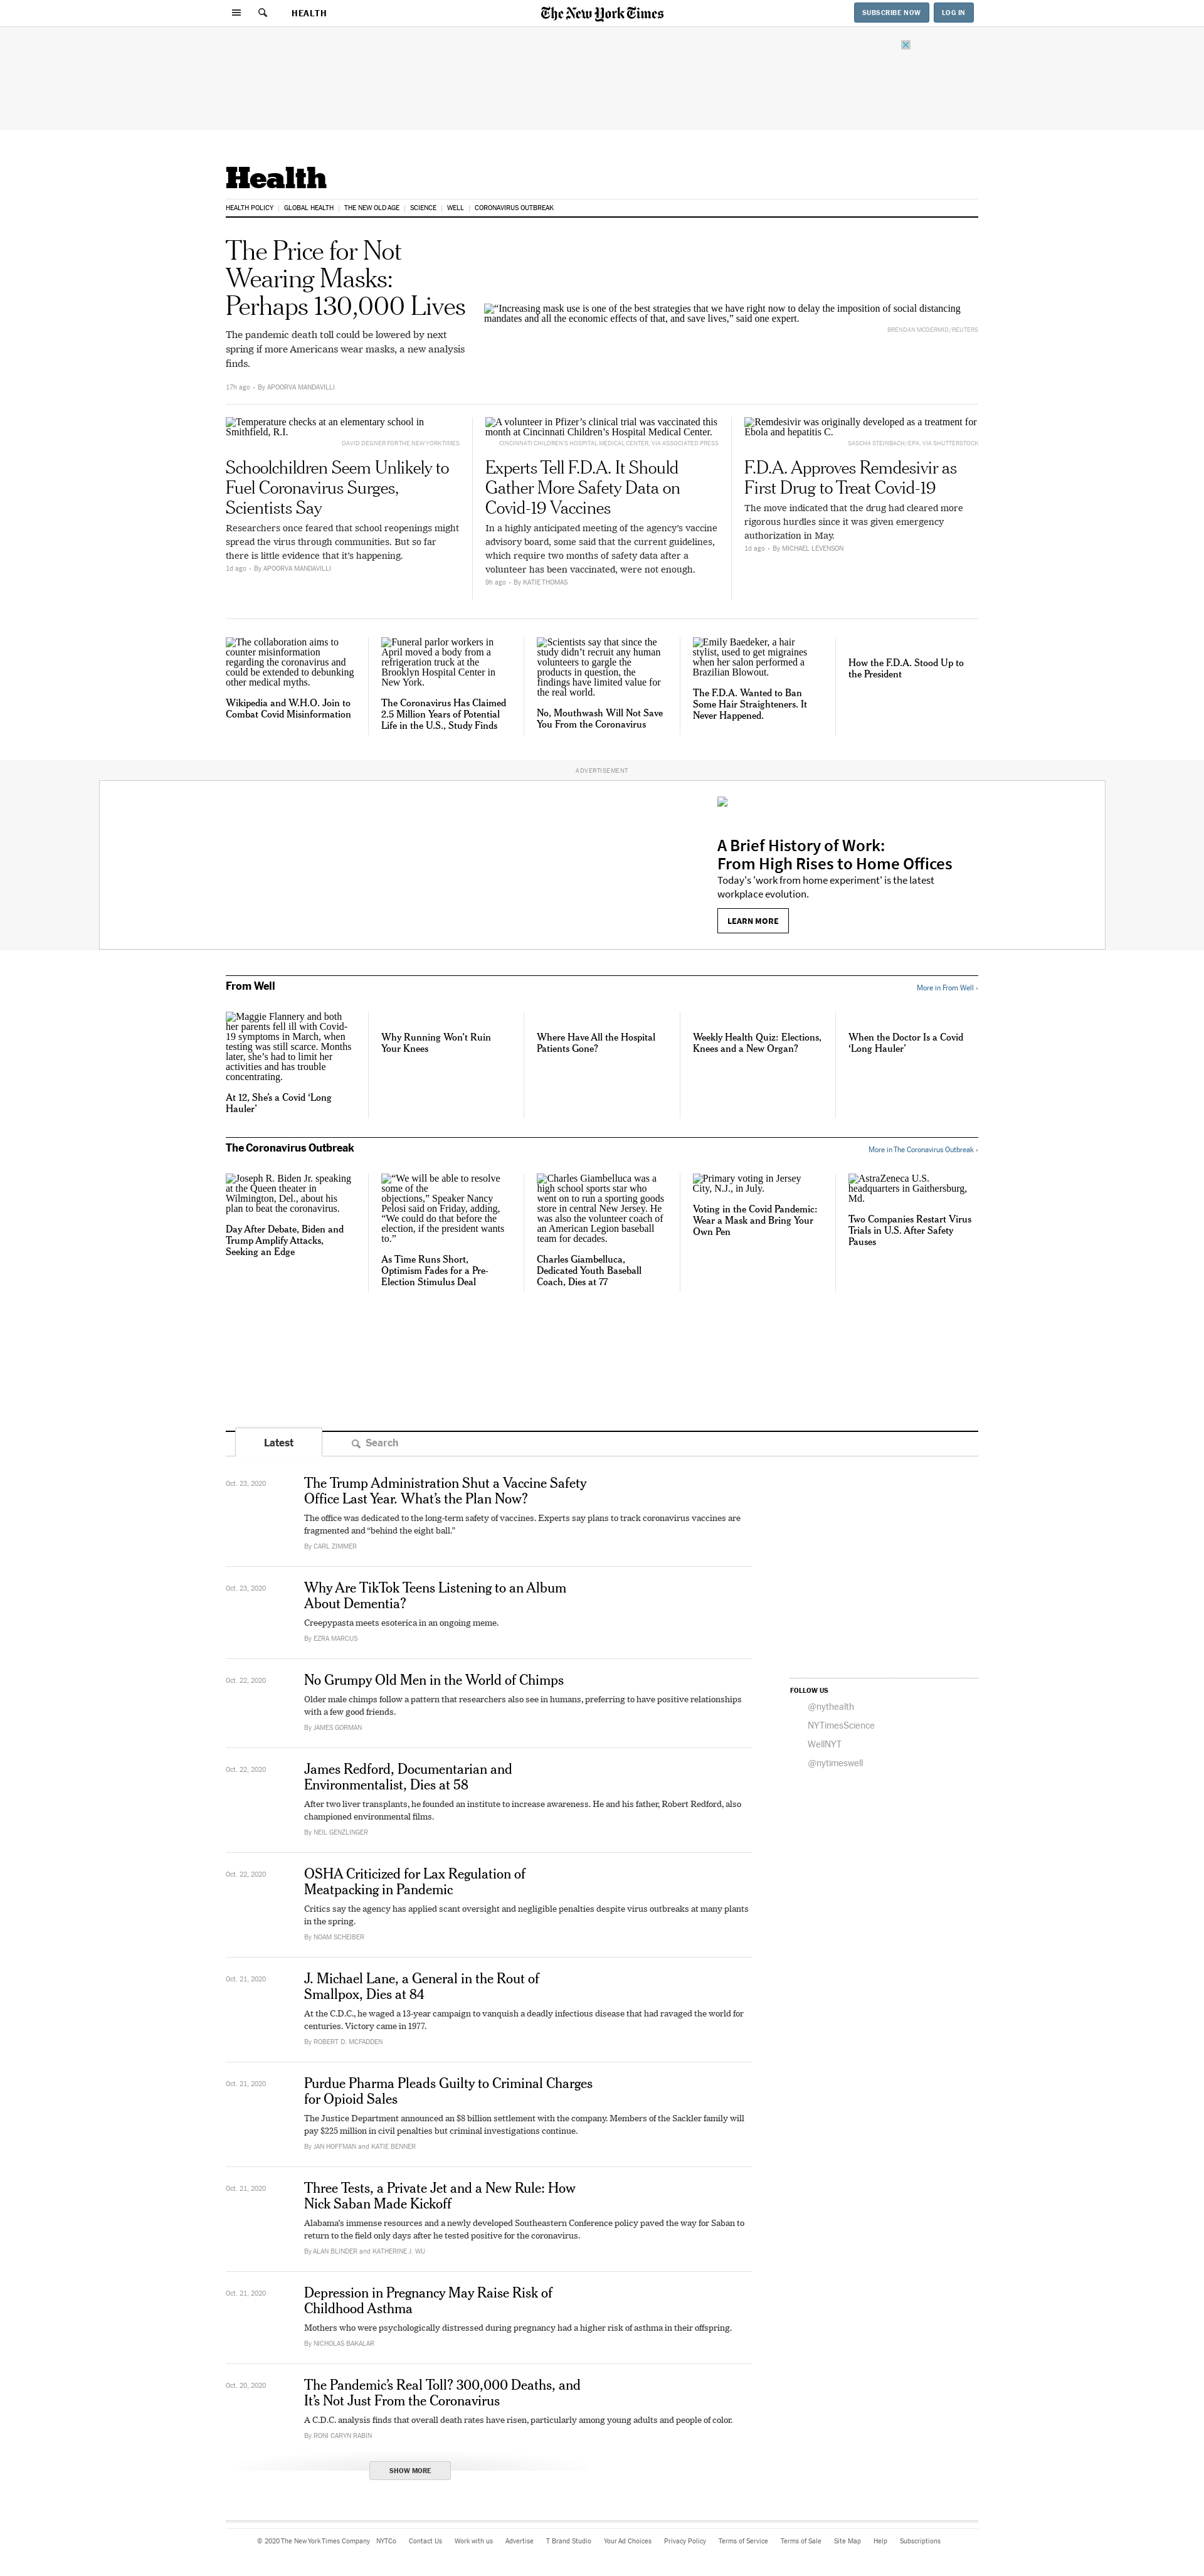 HEALTH
The New York Times
SUBSCRIBE NOW
LOG IN
Health
HEALTH POLICY
GLOBAL HEALTH
THE NEW OLD AGE
SCIENCE
WELL
CORONAVIRUS OUTBREAK
The Price for Not
Wearing Masks:
Perhaps 130,000 Lives
The pandemic death toll could be lowered by next
spring if more Americans wear masks, a new analysis
finds.
17h ago • By APOORVA MANDAVILLI
“Increasing mask use is one of the best strategies that we have right now to delay the imposition of social distancing
mandates and all the economic effects of that, and save lives,” said one expert.
BRENDAN MCDERMID/REUTERS
Temperature checks at an elementary school in
Smithfield, R.I.
DAVID DEGNER FOR THE NEW YORK TIMES
Schoolchildren Seem Unlikely to
Fuel Coronavirus Surges,
Scientists Say
Researchers once feared that school reopenings might
spread the virus through communities. But so far
there is little evidence that it’s happening.
1d ago • By APOORVA MANDAVILLI
A volunteer in Pfizer’s clinical trial was vaccinated this
month at Cincinnati Children’s Hospital Medical Center.
CINCINNATI CHILDREN'S HOSPITAL MEDICAL CENTER, VIA ASSOCIATED PRESS
Experts Tell F.D.A. It Should
Gather More Safety Data on
Covid-19 Vaccines
In a highly anticipated meeting of the agency’s vaccine
advisory board, some said that the current guidelines,
which require two months of safety data after a
volunteer has been vaccinated, were not enough.
9h ago • By KATIE THOMAS
Remdesivir was originally developed as a treatment for
Ebola and hepatitis C.
SASCHA STEINBACH/EPA, VIA SHUTTERSTOCK
F.D.A. Approves Remdesivir as
First Drug to Treat Covid-19
The move indicated that the drug had cleared more
rigorous hurdles since it was given emergency
authorization in May.
1d ago • By MICHAEL LEVENSON
The collaboration aims to
counter misinformation
regarding the coronavirus and
could be extended to debunking
other medical myths.
Wikipedia and W.H.O. Join to
Combat Covid Misinformation
Funeral parlor workers in
April moved a body from a
refrigeration truck at the
Brooklyn Hospital Center in
New York.
The Coronavirus Has Claimed
2.5 Million Years of Potential
Life in the U.S., Study Finds
Scientists say that since the
study didn’t recruit any human
volunteers to gargle the
products in question, the
findings have limited value for
the real world.
No, Mouthwash Will Not Save
You From the Coronavirus
Emily Baedeker, a hair
stylist, used to get migraines
when her salon performed a
Brazilian Blowout.
The F.D.A. Wanted to Ban
Some Hair Straighteners. It
Never Happened.
How the F.D.A. Stood Up to
the President
ADVERTISEMENT
A Brief History of Work:
From High Rises to Home Offices
Today's 'work from home experiment' is the latest
workplace evolution.
LEARN MORE
From Well
More in From Well ›
Maggie Flannery and both
her parents fell ill with Covid-
19 symptoms in March, when
testing was still scarce. Months
later, she’s had to limit her
activities and has trouble
concentrating.
At 12, She’s a Covid ‘Long
Hauler’
Why Running Won’t Ruin
Your Knees
Where Have All the Hospital
Patients Gone?
Weekly Health Quiz: Elections,
Knees and a New Organ?
When the Doctor Is a Covid
‘Long Hauler’
The Coronavirus Outbreak
More in The Coronavirus Outbreak ›
Joseph R. Biden Jr. speaking
at the Queen theater in
Wilmington, Del., about his
plan to beat the coronavirus.
Day After Debate, Biden and
Trump Amplify Attacks,
Seeking an Edge
“We will be able to resolve
some of the
objections,” Speaker Nancy
Pelosi said on Friday, adding,
“We could do that before the
election, if the president wants
to.”
As Time Runs Short,
Optimism Fades for a Pre-
Election Stimulus Deal
Charles Giambelluca was a
high school sports star who
went on to run a sporting goods
store in central New Jersey. He
was also the volunteer coach of
an American Legion baseball
team for decades.
Charles Giambelluca,
Dedicated Youth Baseball
Coach, Dies at 77
Primary voting in Jersey
City, N.J., in July.
Voting in the Covid Pandemic:
Wear a Mask and Bring Your
Own Pen
AstraZeneca U.S.
headquarters in Gaithersburg,
Md.
Two Companies Restart Virus
Trials in U.S. After Safety
Pauses
Latest
Search
Oct. 23, 2020
The Trump Administration Shut a Vaccine Safety
Office Last Year. What’s the Plan Now?
The office was dedicated to the long-term safety of vaccines. Experts say plans to track coronavirus vaccines are
fragmented and “behind the eight ball.”
By CARL ZIMMER
Oct. 23, 2020
Why Are TikTok Teens Listening to an Album
About Dementia?
Creepypasta meets esoterica in an ongoing meme.
By EZRA MARCUS
Oct. 22, 2020
No Grumpy Old Men in the World of Chimps
Older male chimps follow a pattern that researchers also see in humans, preferring to have positive relationships
with a few good friends.
By JAMES GORMAN
Oct. 22, 2020
James Redford, Documentarian and
Environmentalist, Dies at 58
After two liver transplants, he founded an institute to increase awareness. He and his father, Robert Redford, also
championed environmental films.
By NEIL GENZLINGER
Oct. 22, 2020
OSHA Criticized for Lax Regulation of
Meatpacking in Pandemic
Critics say the agency has applied scant oversight and negligible penalties despite virus outbreaks at many plants
in the spring.
By NOAM SCHEIBER
Oct. 21, 2020
J. Michael Lane, a General in the Rout of
Smallpox, Dies at 84
At the C.D.C., he waged a 13-year campaign to vanquish a deadly infectious disease that had ravaged the world for
centuries. Victory came in 1977.
By ROBERT D. MCFADDEN
Oct. 21, 2020
Purdue Pharma Pleads Guilty to Criminal Charges
for Opioid Sales
The Justice Department announced an $8 billion settlement with the company. Members of the Sackler family will
pay $225 million in civil penalties but criminal investigations continue.
By JAN HOFFMAN and KATIE BENNER
Oct. 21, 2020
Three Tests, a Private Jet and a New Rule: How
Nick Saban Made Kickoff
Alabama’s immense resources and a newly developed Southeastern Conference policy paved the way for Saban to
return to the field only days after he tested positive for the coronavirus.
By ALAN BLINDER and KATHERINE J. WU
Oct. 21, 2020
Depression in Pregnancy May Raise Risk of
Childhood Asthma
Mothers who were psychologically distressed during pregnancy had a higher risk of asthma in their offspring.
By NICHOLAS BAKALAR
Oct. 20, 2020
The Pandemic’s Real Toll? 300,000 Deaths, and
It’s Not Just From the Coronavirus
A C.D.C. analysis finds that overall death rates have risen, particularly among young adults and people of color.
By RONI CARYN RABIN
SHOW MORE
FOLLOW US
@nythealth
NYTimesScience
WellNYT
@nytimeswell
© 2020 The New York Times Company NYTCo Contact Us Work with us Advertise T Brand Studio Your Ad Choices Privacy Policy Terms of Service Terms of Sale Site Map Help Subscriptions